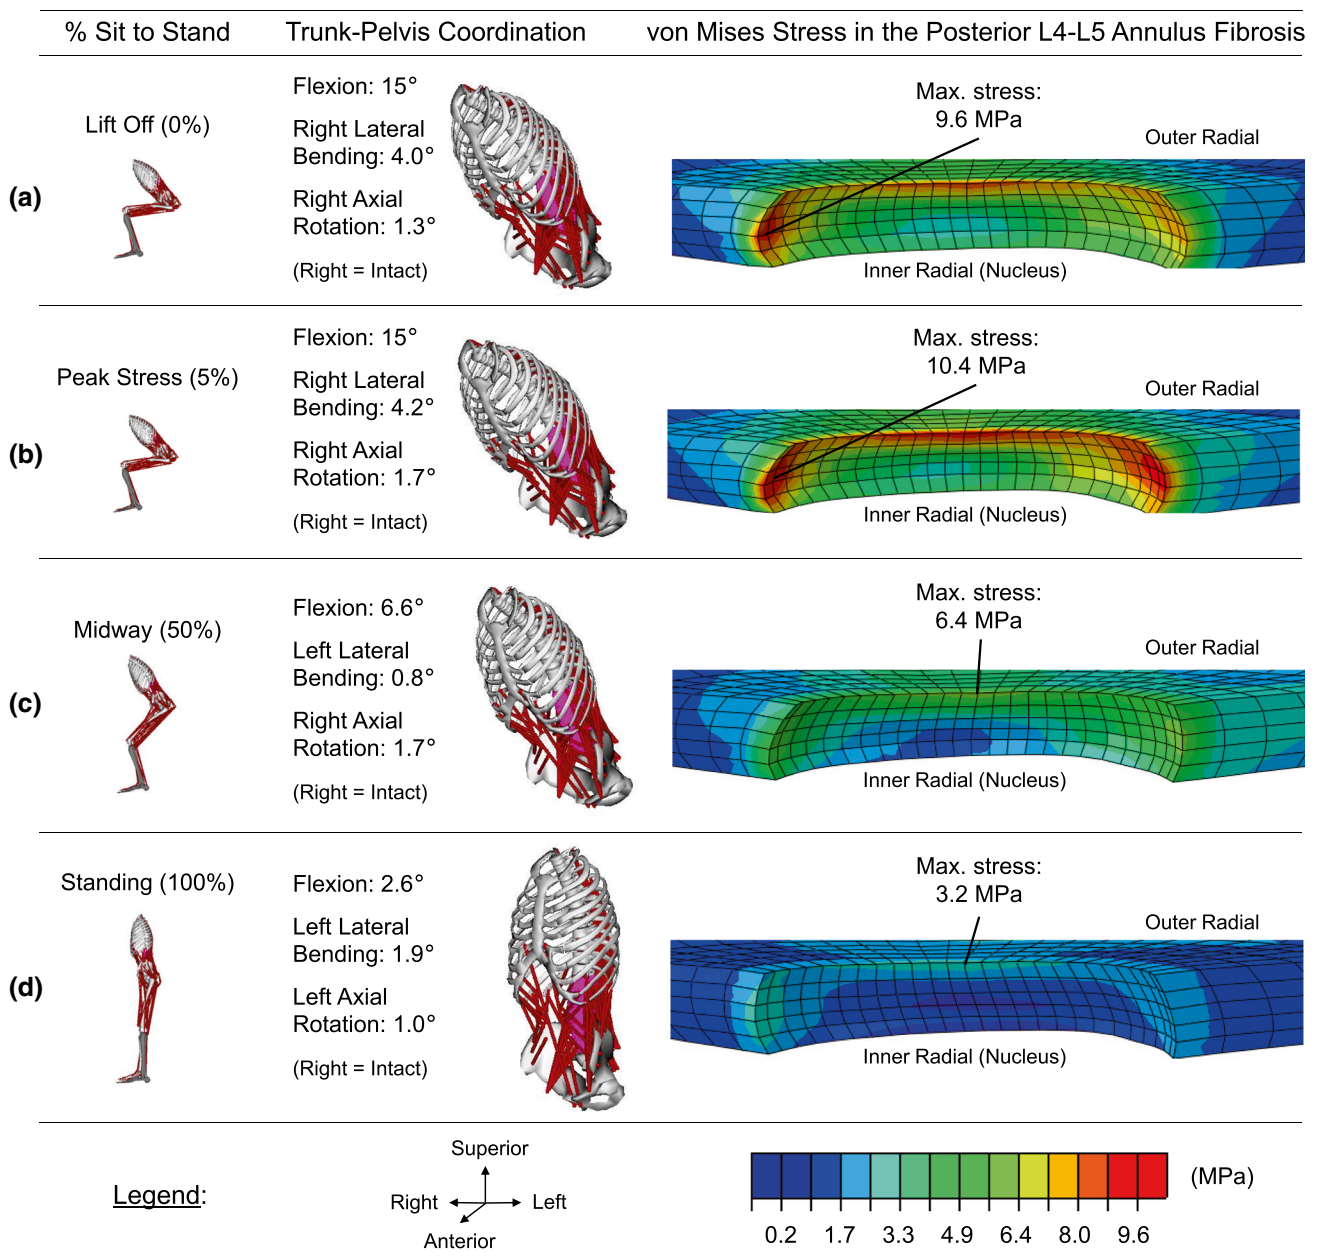 % Sit to Stand
Trunk-Pelvis Coordination
von Mises Stress in the Posterior L4-L5 Annulus Fibrosis
(a)
Lift Off (0%)
Flexion: 15°
Right Lateral
Bending: 4.0°
Right Axial
Rotation: 1.3°
(Right = Intact)
Max. stress:
9.6 MPa
Outer Radial
Inner Radial (Nucleus)
(b)
Peak Stress (5%)
Flexion: 15°
Right Lateral
Bending: 4.2°
Right Axial
Rotation: 1.7°
(Right = Intact)
Max. stress:
10.4 MPa
Outer Radial
Inner Radial (Nucleus)
(c)
Midway (50%)
Flexion: 6.6°
Left Lateral
Bending: 0.8°
Right Axial
Rotation: 1.7°
(Right = Intact)
Max. stress:
6.4 MPa
Outer Radial
Inner Radial (Nucleus)
(d)
Standing (100%)
Flexion: 2.6°
Left Lateral
Bending: 1.9°
Left Axial
Rotation: 1.0°
(Right = Intact)
Max. stress:
3.2 MPa
Outer Radial
Inner Radial (Nucleus)
Legend:
Superior
Right
Left
Anterior
(MPa)
0.2 1.7 3.3 4.9 6.4 8.0 9.6